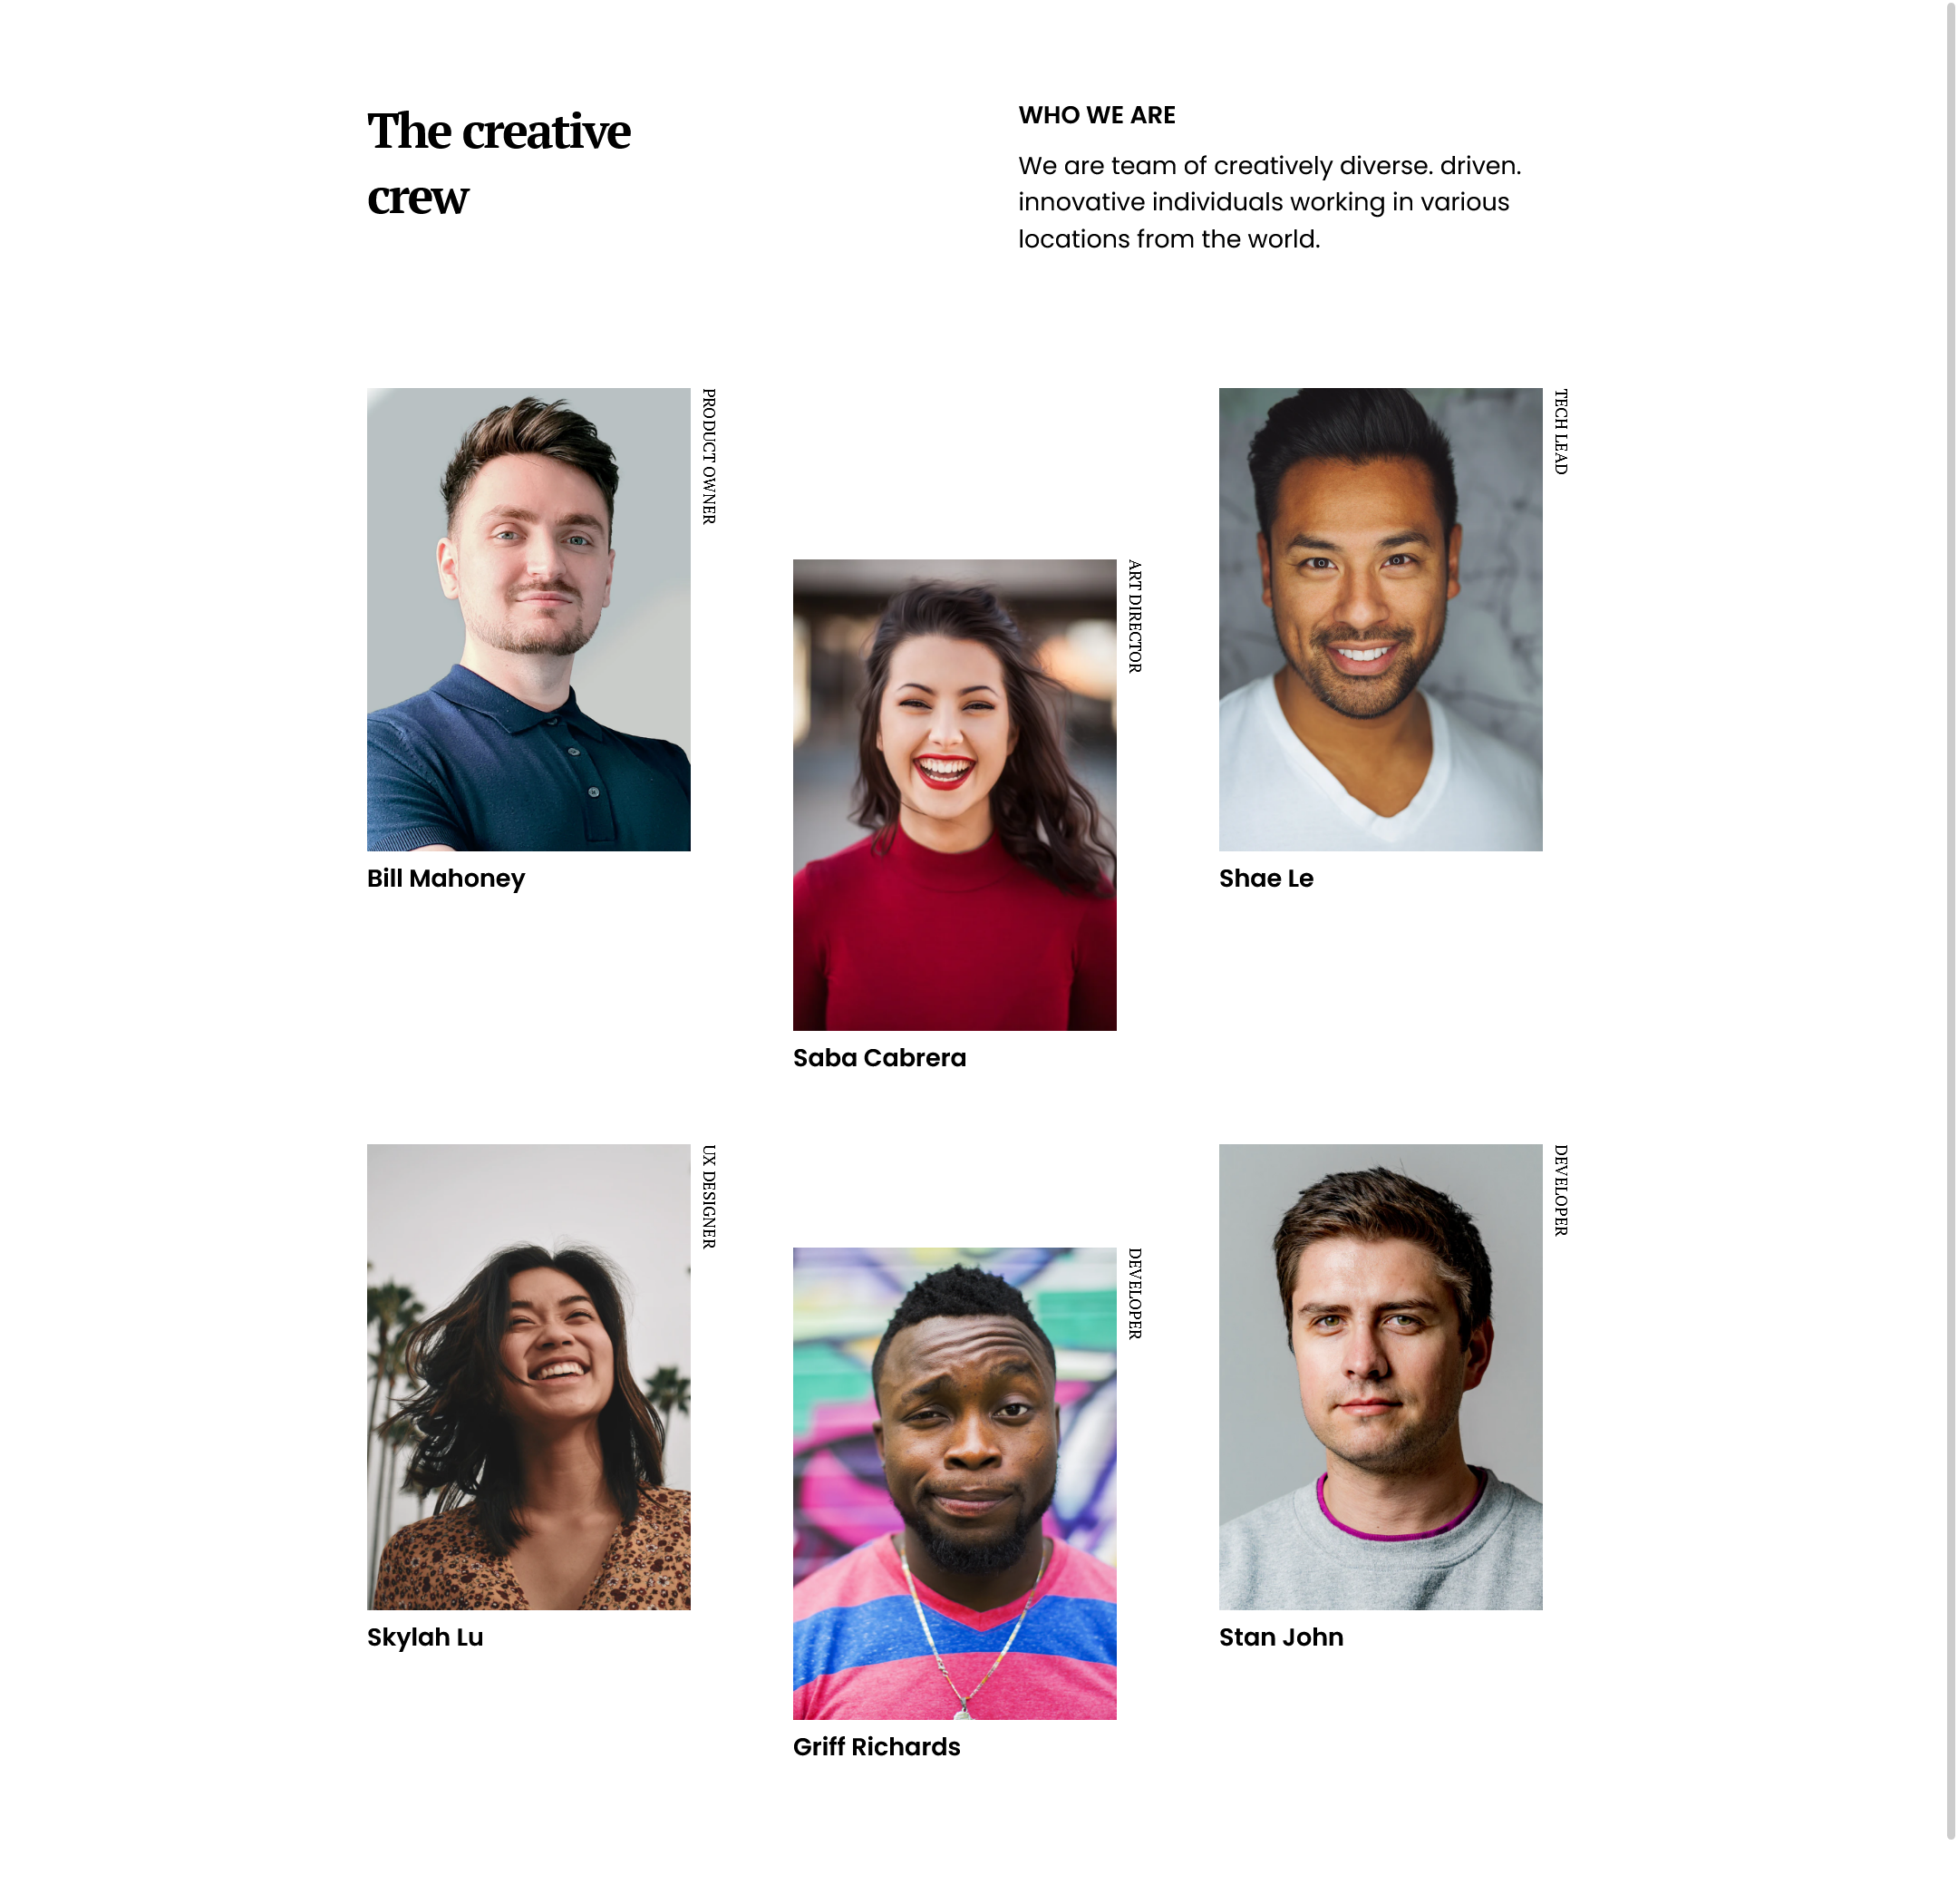 The creative
crew
WHO WE ARE
We are team of creatively diverse. driven.
innovative individuals working in various
locations from the world.
PRODUCT OWNER
Bill Mahoney
ART DIRECTOR
Saba Cabrera
TECH LEAD
Shae Le
UX DESIGNER
Skylah Lu
DEVELOPER
Griff Richards
DEVELOPER
Stan John